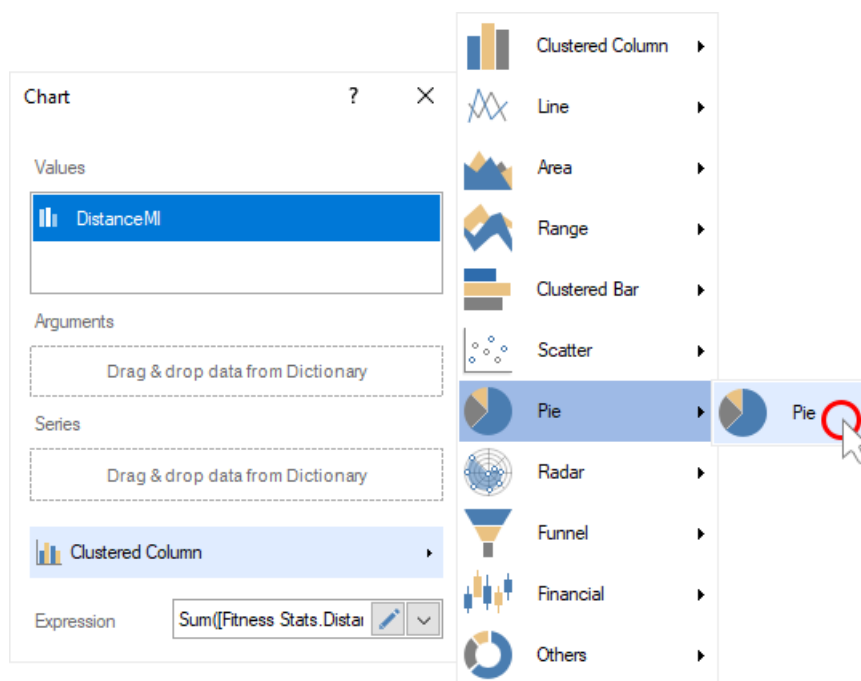 Chart ?
Values
DistanceMI
Arguments
Drag & drop data from Dictionary
Series
Drag & drop data from Dictionary
Clustered Column
Expression Sum([Fitness Stats.Distar
Clustered Column
Line
Area
Range
Clustered Bar
Scatter
Pie
Pie
Radar
Funnel
Financial
Others